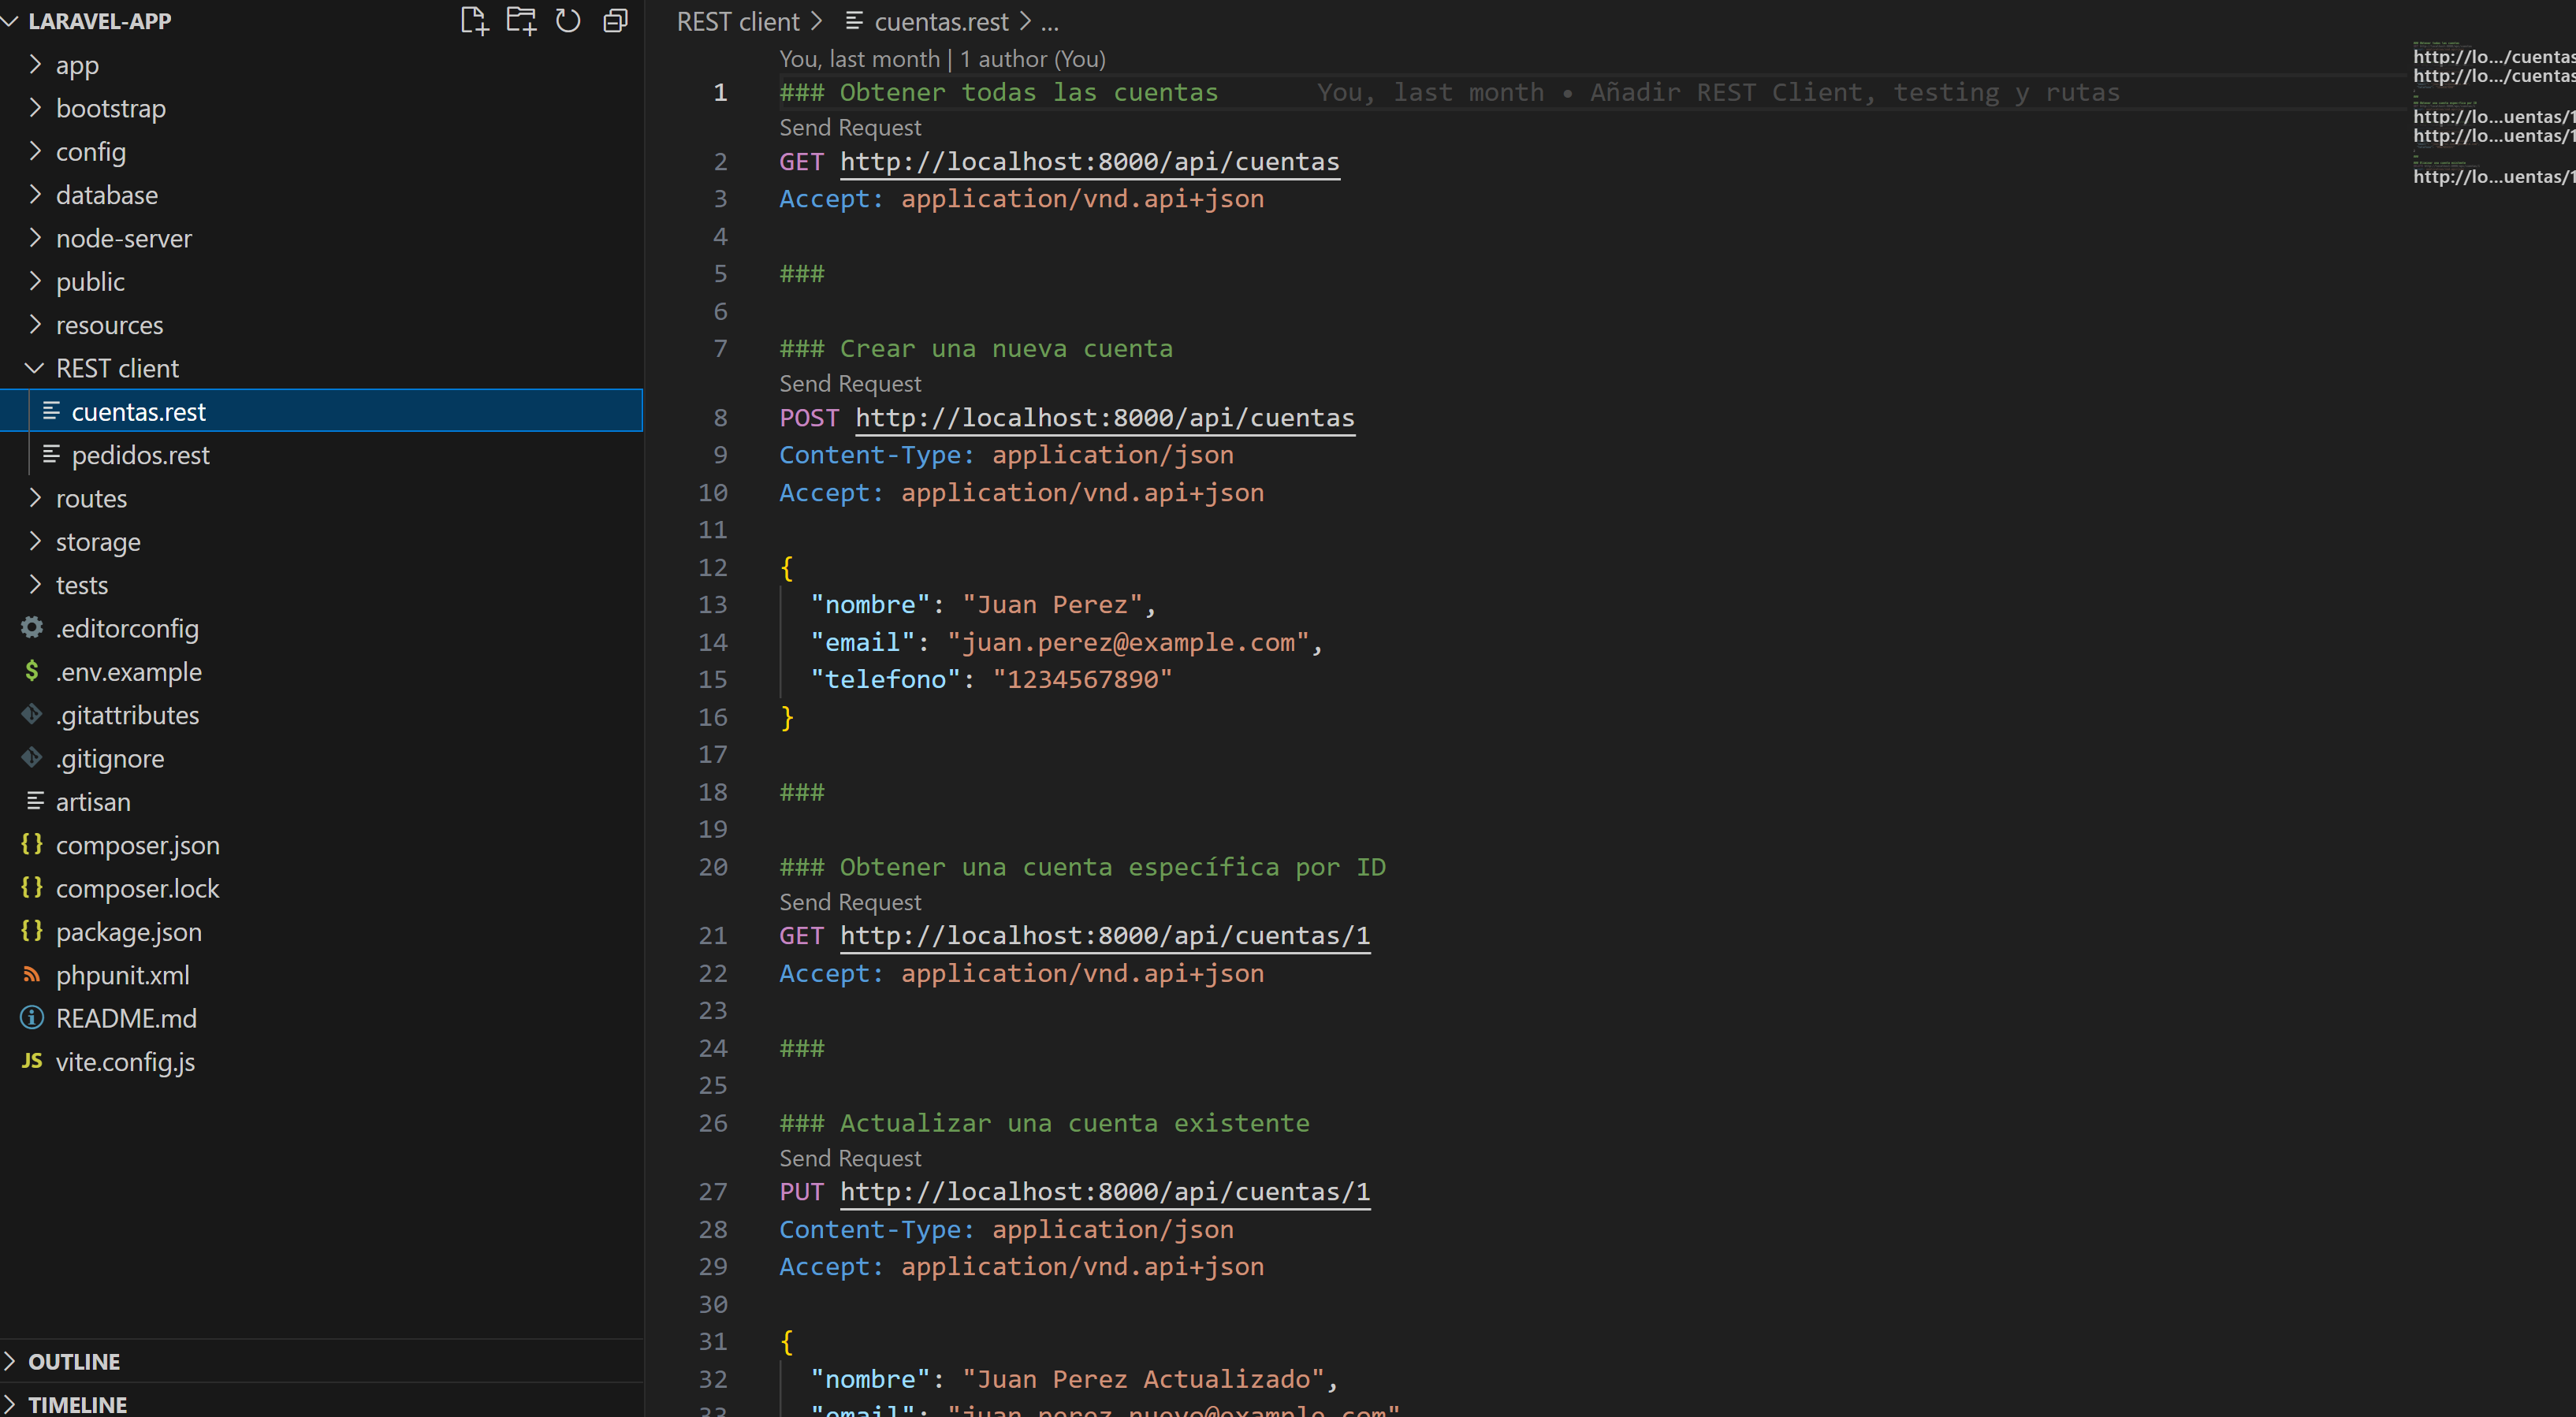 LARAVEL-APP
app
bootstrap
config
database
node-server
public
resources
REST client
cuentas.rest
pedidos.rest
routes
storage
tests
.editorconfig
.env.example
.gitattributes
.gitignore
artisan
composer.json
composer.lock
package.json
phpunit.xml
README.md
JS vite.config.js
OUTLINE
TIMELINE
REST client > cuentas.rest > ...
You, last month | 1 author (You)
1 ### Obtener todas las cuentas You, last month • Añadir REST Client, testing y rutas
Send Request
2 GET http://localhost:8000/api/cuentas
3 Accept: application/vnd.api+json
4
5 ###
6
7 ### Crear una nueva cuenta
Send Request
8 POST http://localhost:8000/api/cuentas
9 Content-Type: application/json
10 Accept: application/vnd.api+json
11
12 {
13 "nombre": "Juan Perez",
14 "email": "juan.perez@example.com",
15 "telefono": "1234567890"
16 }
17
18 ###
19
20 ### Obtener una cuenta específica por ID
Send Request
21 GET http://localhost:8000/api/cuentas/1
22 Accept: application/vnd.api+json
23
24 ###
25
26 ### Actualizar una cuenta existente
Send Request
27 PUT http://localhost:8000/api/cuentas/1
28 Content-Type: application/json
29 Accept: application/vnd.api+json
30
31 {
32 "nombre": "Juan Perez Actualizado",
33 "email": "juan.perez.nuevo@example.com"
http://lo.../cuentas
http://lo.../cuentas
http://lo...uentas/1
http://lo...uentas/1
http://lo...uentas/1